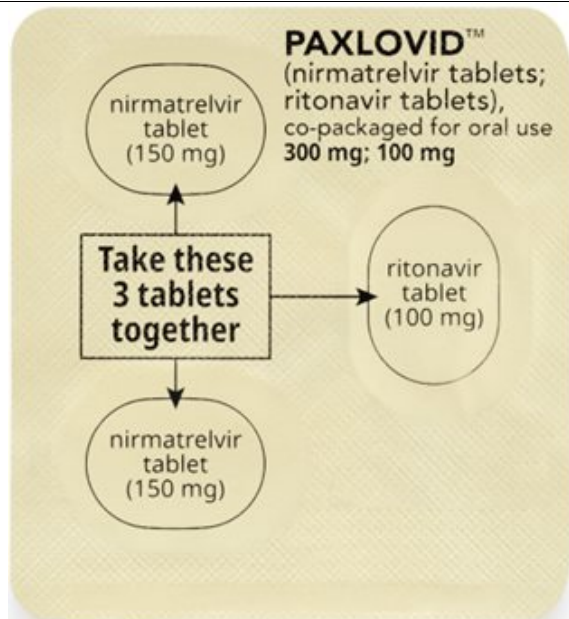 PAXLOVID™
(nirmatrelvir tablets;
ritonavir tablets),
co-packaged for oral use
300 mg; 100 mg
nirmatrelvir
tablet
(150 mg)
Take these
3 tablets
together
ritonavir
tablet
(100 mg)
nirmatrelvir
tablet
(150 mg)